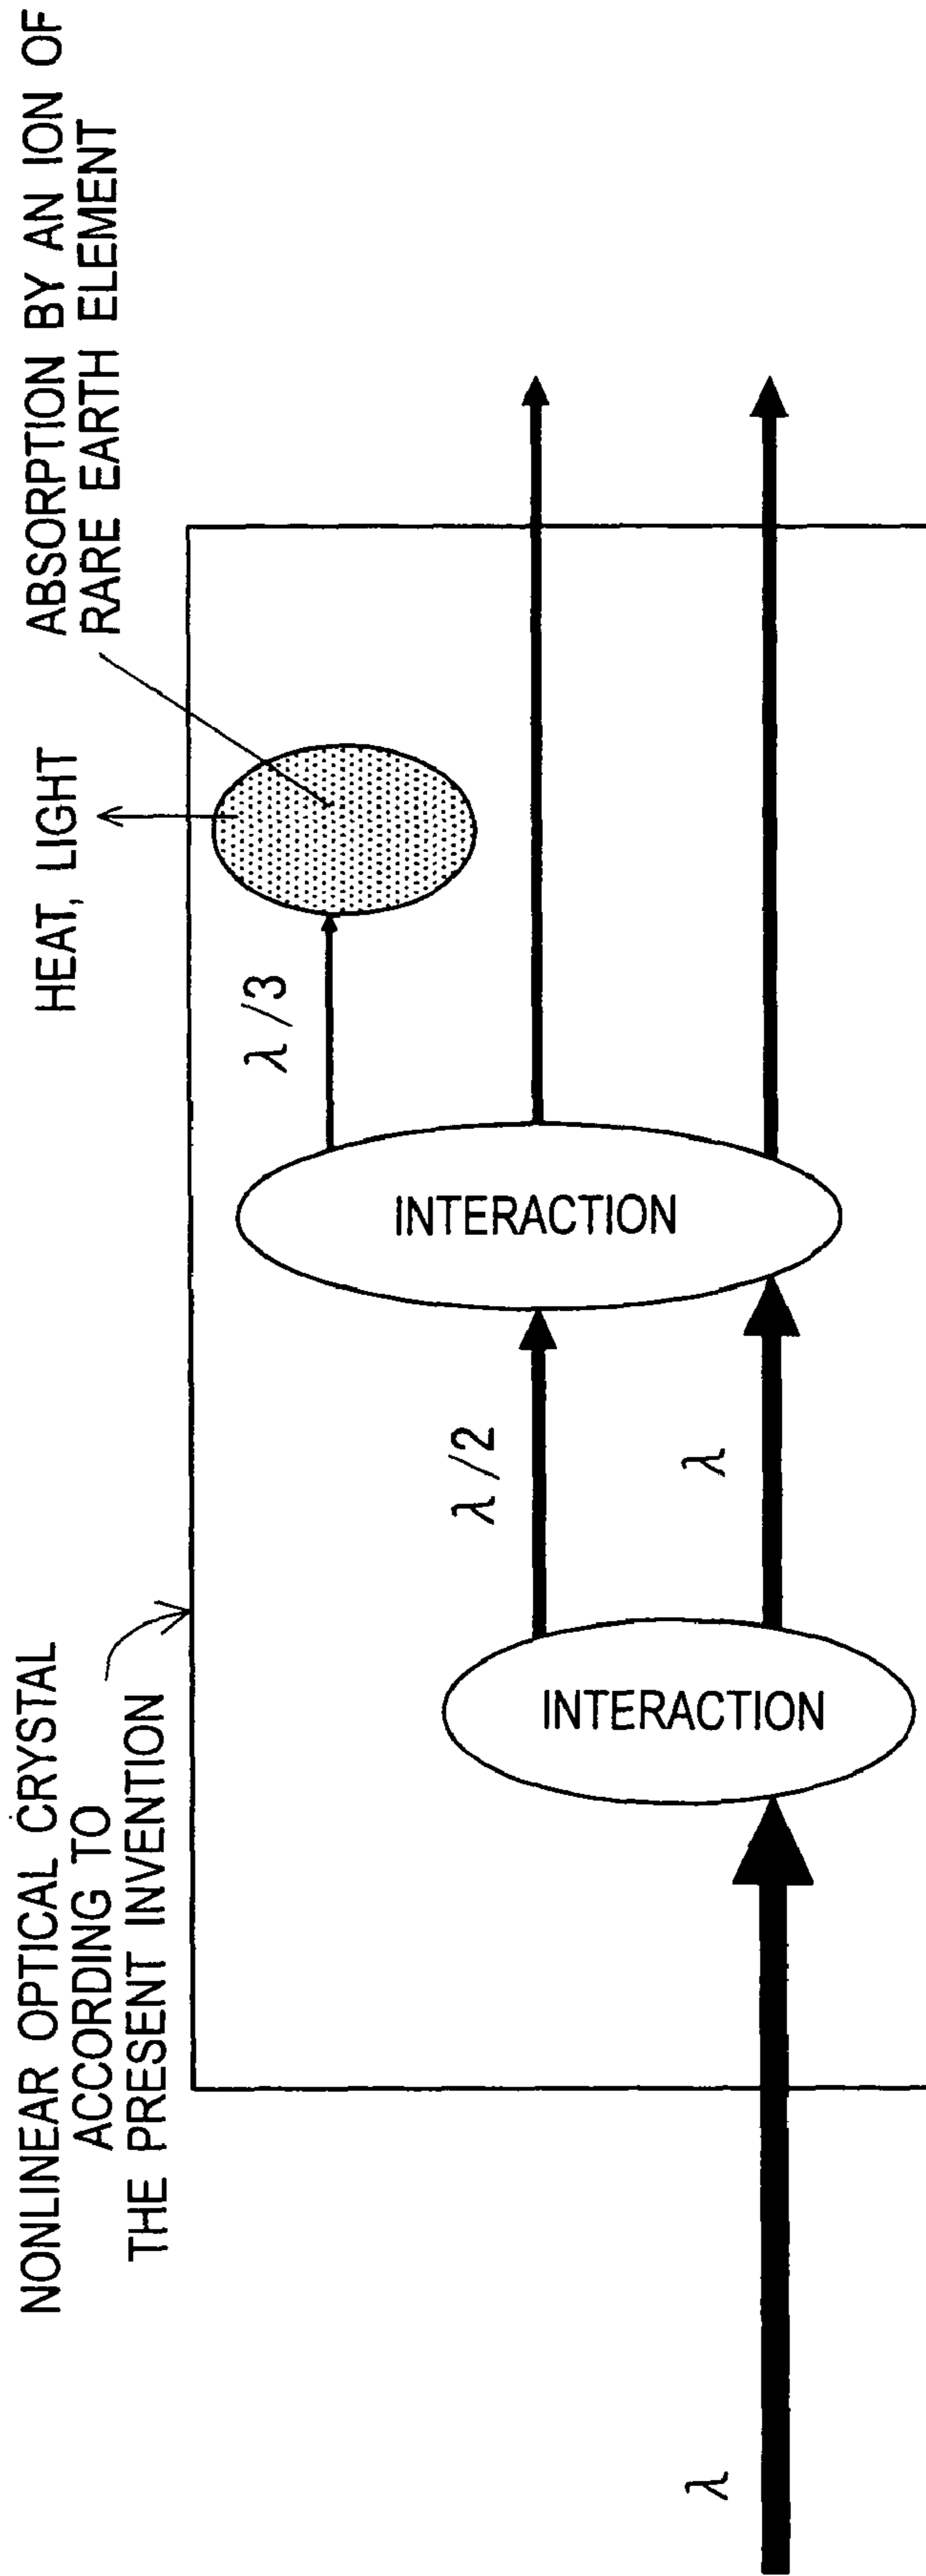 NONLINEAR OPTICAL CRYSTAL
ACCORDING TO
THE PRESENT INVENTION
HEAT, LIGHT
ABSORPTION BY AN ION OF
RARE EARTH ELEMENT
λ
INTERACTION
λ/2
λ
INTERACTION
λ/3